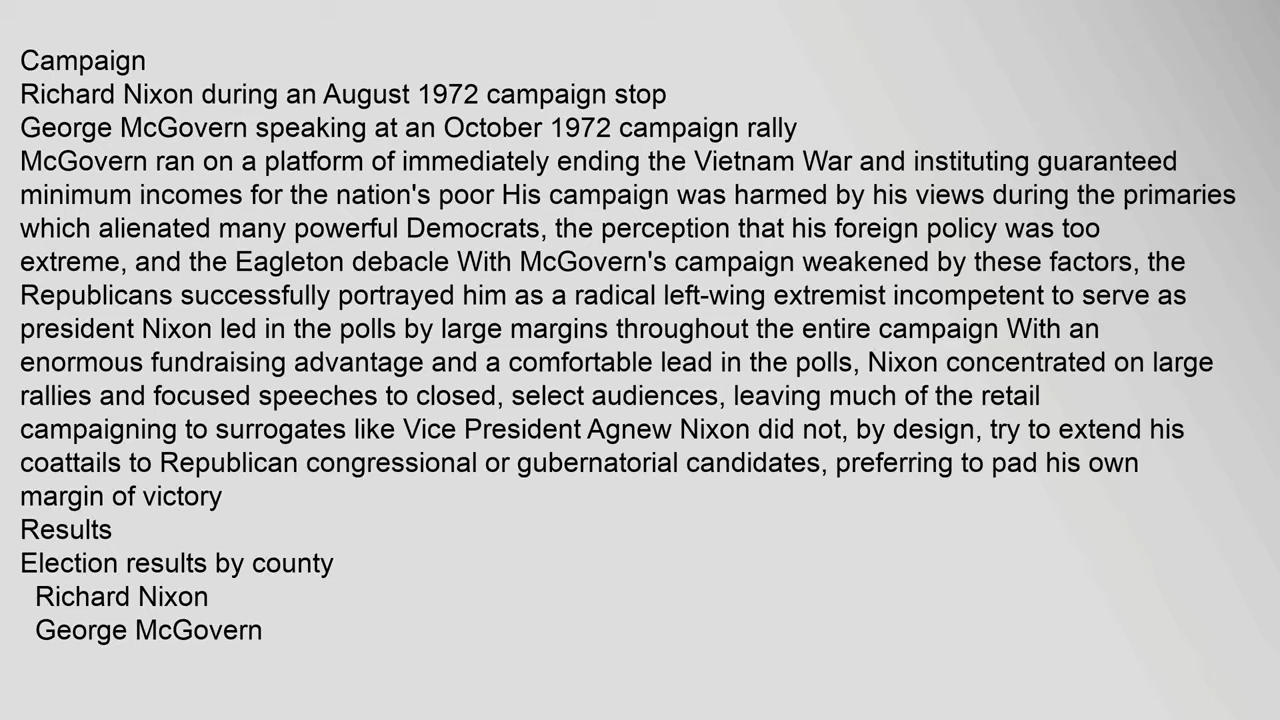 Campaign
Richard Nixon during an August 1972 campaign stop
George McGovern speaking at an October 1972 campaign rally
McGovern ran on a platform of immediately ending the Vietnam War and instituting guaranteed
minimum incomes for the nation's poor His campaign was harmed by his views during the primaries
which alienated many powerful Democrats, the perception that his foreign policy was too
extreme, and the Eagleton debacle With McGovern's campaign weakened by these factors, the
Republicans successfully portrayed him as a radical left-wing extremist incompetent to serve as
president Nixon led in the polls by large margins throughout the entire campaign With an
enormous fundraising advantage and a comfortable lead in the polls, Nixon concentrated on large
rallies and focused speeches to closed, select audiences, leaving much of the retail
campaigning to surrogates like Vice President Agnew Nixon did not, by design, try to extend his
coattails to Republican congressional or gubernatorial candidates, preferring to pad his own
margin of victory
Results
Election results by county
Richard Nixon
George McGovern